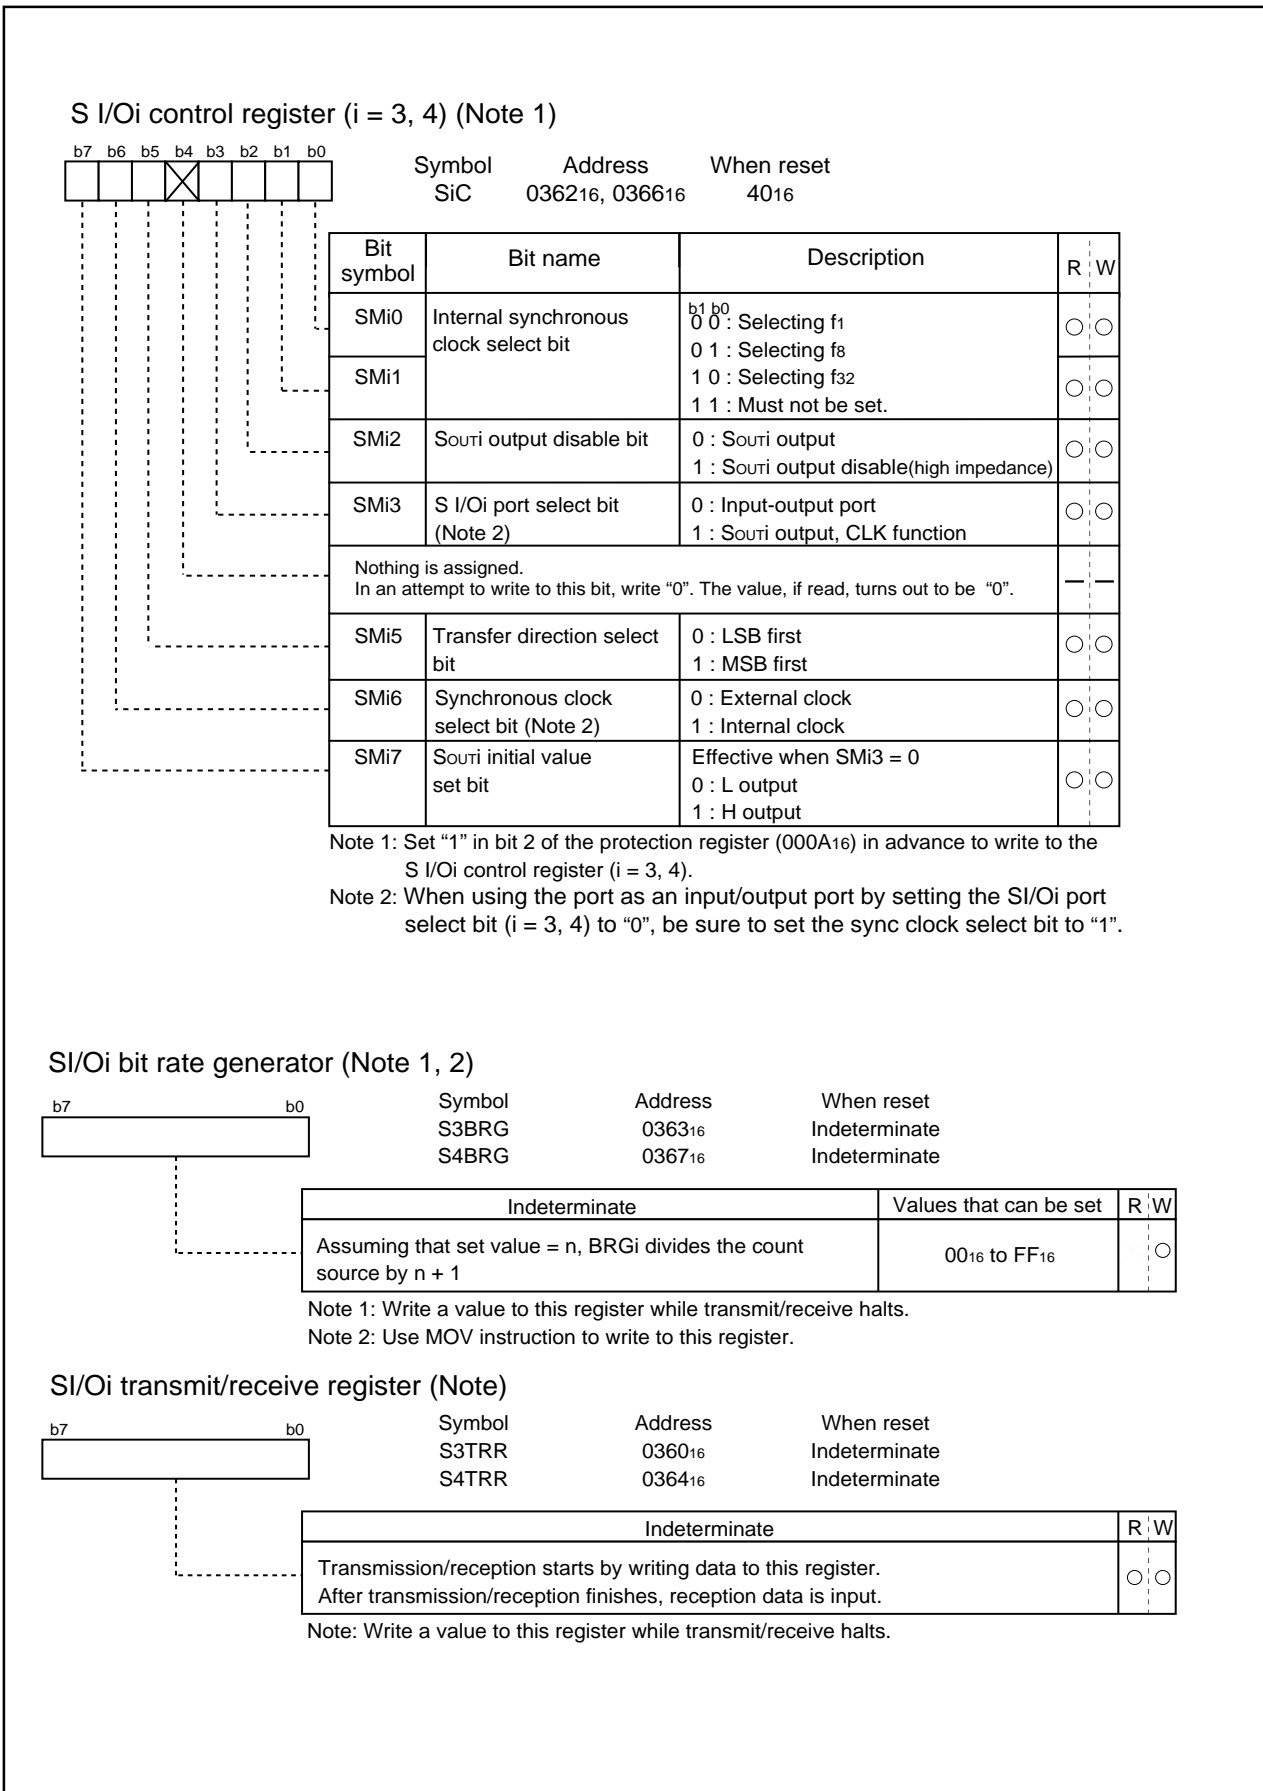 S I/Oi control register (i = 3, 4) (Note 1)
b7 b6 b5 b4 b3 b2 b1 b0
Symbol Address When reset
SiC 036216, 036616 4016
Bit symbol Bit name Description R W
SMi0 Internal synchronous clock select bit b1 b0
0 0 : Selecting f1
0 1 : Selecting f8
SMi1 1 0 : Selecting f32
1 1 : Must not be set.
SMi2 SOUTi output disable bit 0 : SOUTi output
1 : SOUTi output disable(high impedance)
SMi3 S I/Oi port select bit 0 : Input-output port
(Note 2) 1 : SOUTi output, CLK function
Nothing is assigned.
In an attempt to write to this bit, write “0”. The value, if read, turns out to be “0”.
SMi5 Transfer direction select 0 : LSB first
bit 1 : MSB first
SMi6 Synchronous clock 0 : External clock
select bit (Note 2) 1 : Internal clock
SMi7 SOUTi initial value Effective when SMi3 = 0
set bit 0 : L output
1 : H output
Note 1: Set “1” in bit 2 of the protection register (000A16) in advance to write to the
S I/Oi control register (i = 3, 4).
Note 2: When using the port as an input/output port by setting the SI/Oi port
select bit (i = 3, 4) to “0”, be sure to set the sync clock select bit to “1”.
SI/Oi bit rate generator (Note 1, 2)
b7 b0
Symbol Address When reset
S3BRG 036316 Indeterminate
S4BRG 036716 Indeterminate
Indeterminate Values that can be set R W
Assuming that set value = n, BRGi divides the count
source by n + 1 0016 to FF16
Note 1: Write a value to this register while transmit/receive halts.
Note 2: Use MOV instruction to write to this register.
SI/Oi transmit/receive register (Note)
b7 b0
Symbol Address When reset
S3TRR 036016 Indeterminate
S4TRR 036416 Indeterminate
Indeterminate R W
Transmission/reception starts by writing data to this register.
After transmission/reception finishes, reception data is input.
Note: Write a value to this register while transmit/receive halts.